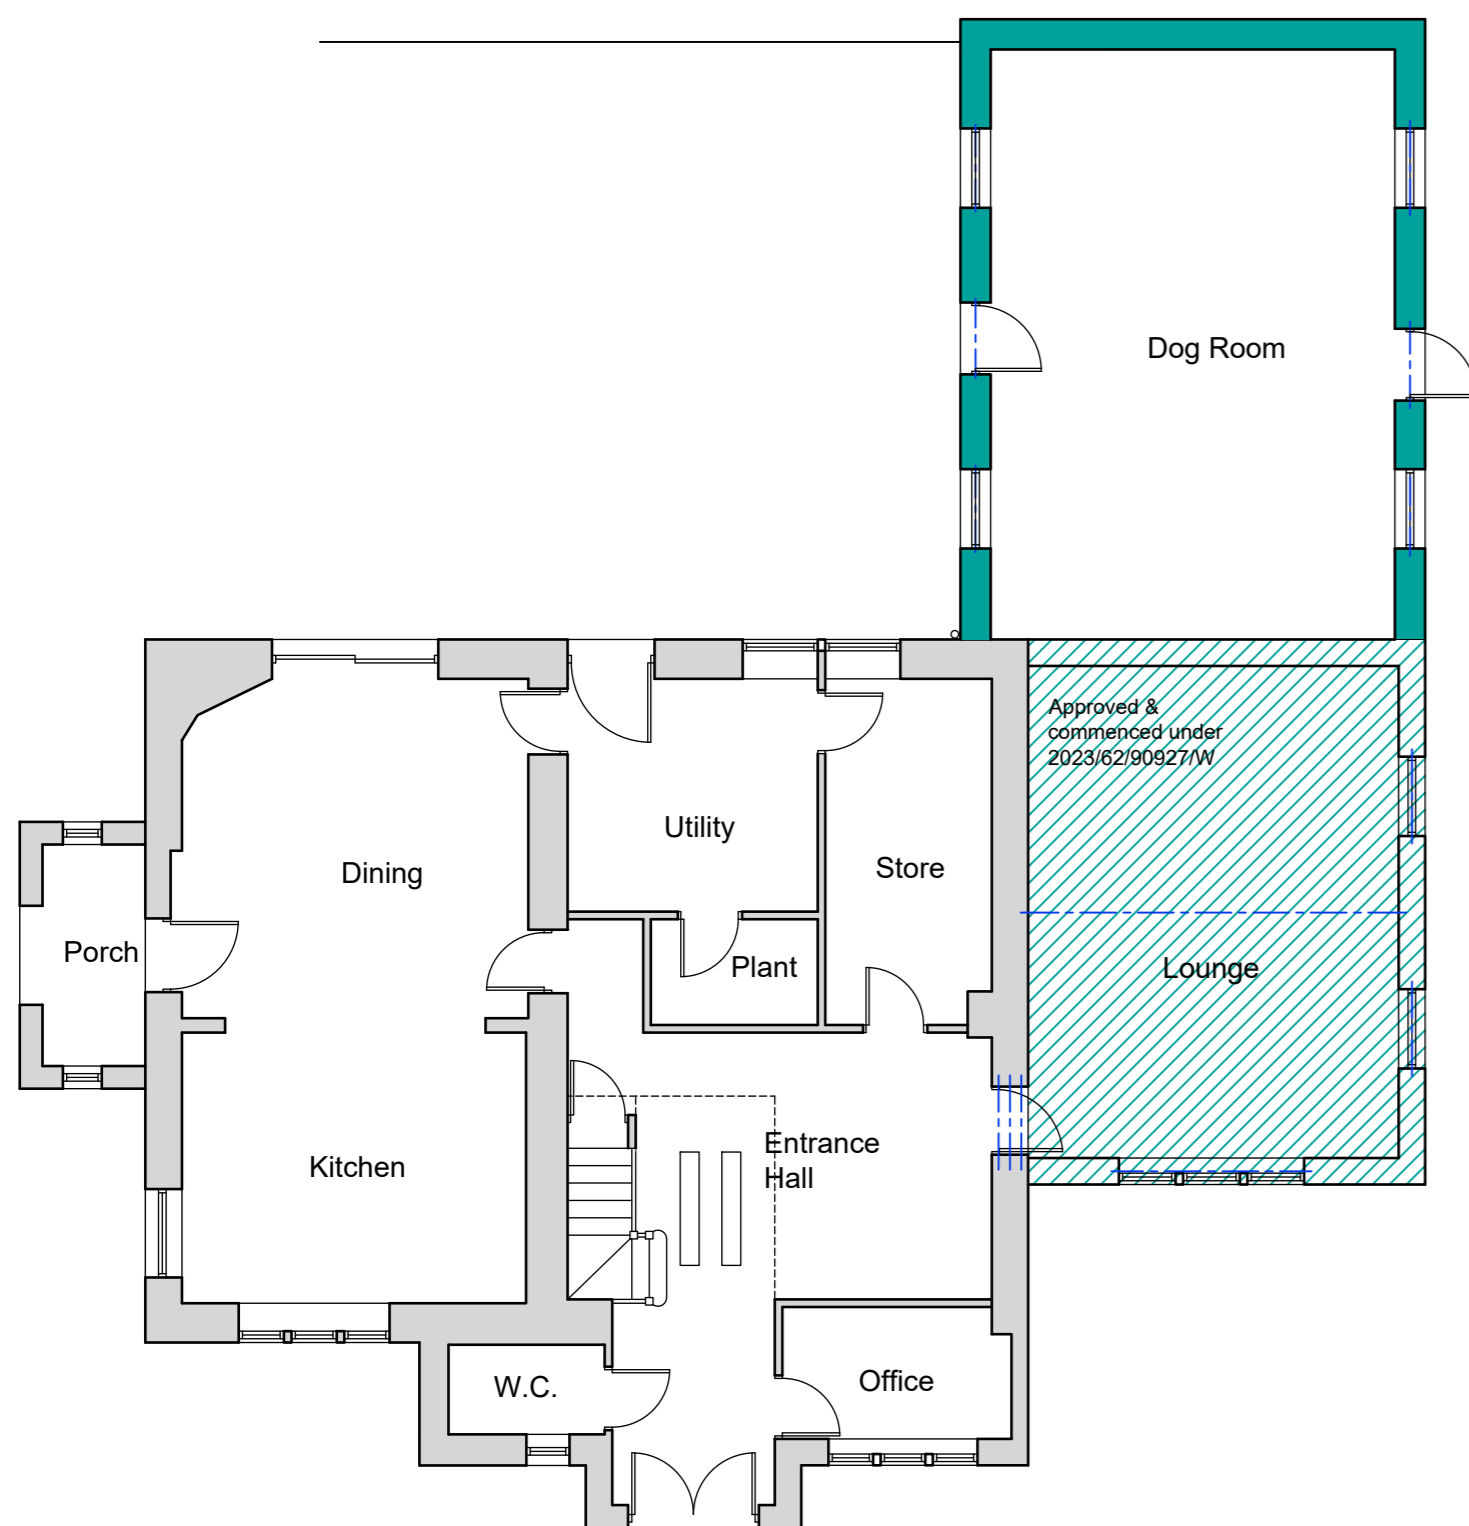 Dog Room
Approved &
commenced under
2023/62/90927/W
Utility
Store
Dining
Porch
Plant
Lounge
Entrance
Hall
Kitchen
W.C.
Office